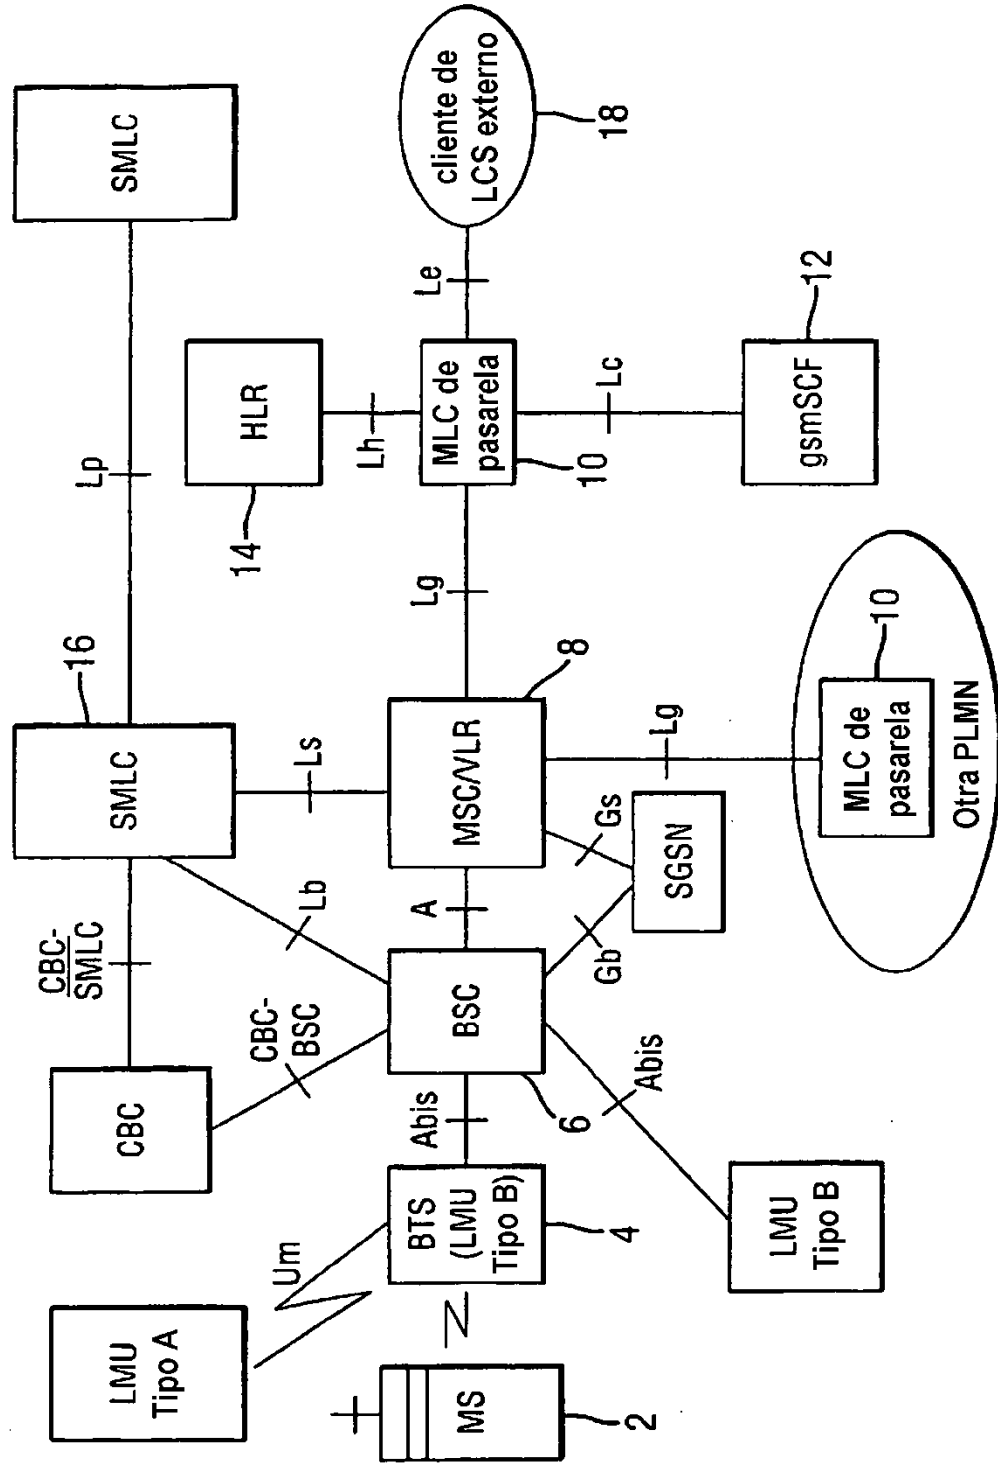 LMU
Tipo A
Um
CBC
CBC-
SMLC
SMLC
16
Lp
SMLC
CBC-
BSC
Lb
Ls
14
HLR
Lh
MS
2
BTS
(LMU
Tipo B)
4
Abis
BSC
6
A
MSC/VLR
8
Lg
MLC de
pasarela
10
Le
cliente de
LCS externo
18
LMU
Tipo B
Abis
Gb
Gs
SGSN
Lg
MLC de
pasarela
10
Otra PLMN
Lc
gsmSCF
12